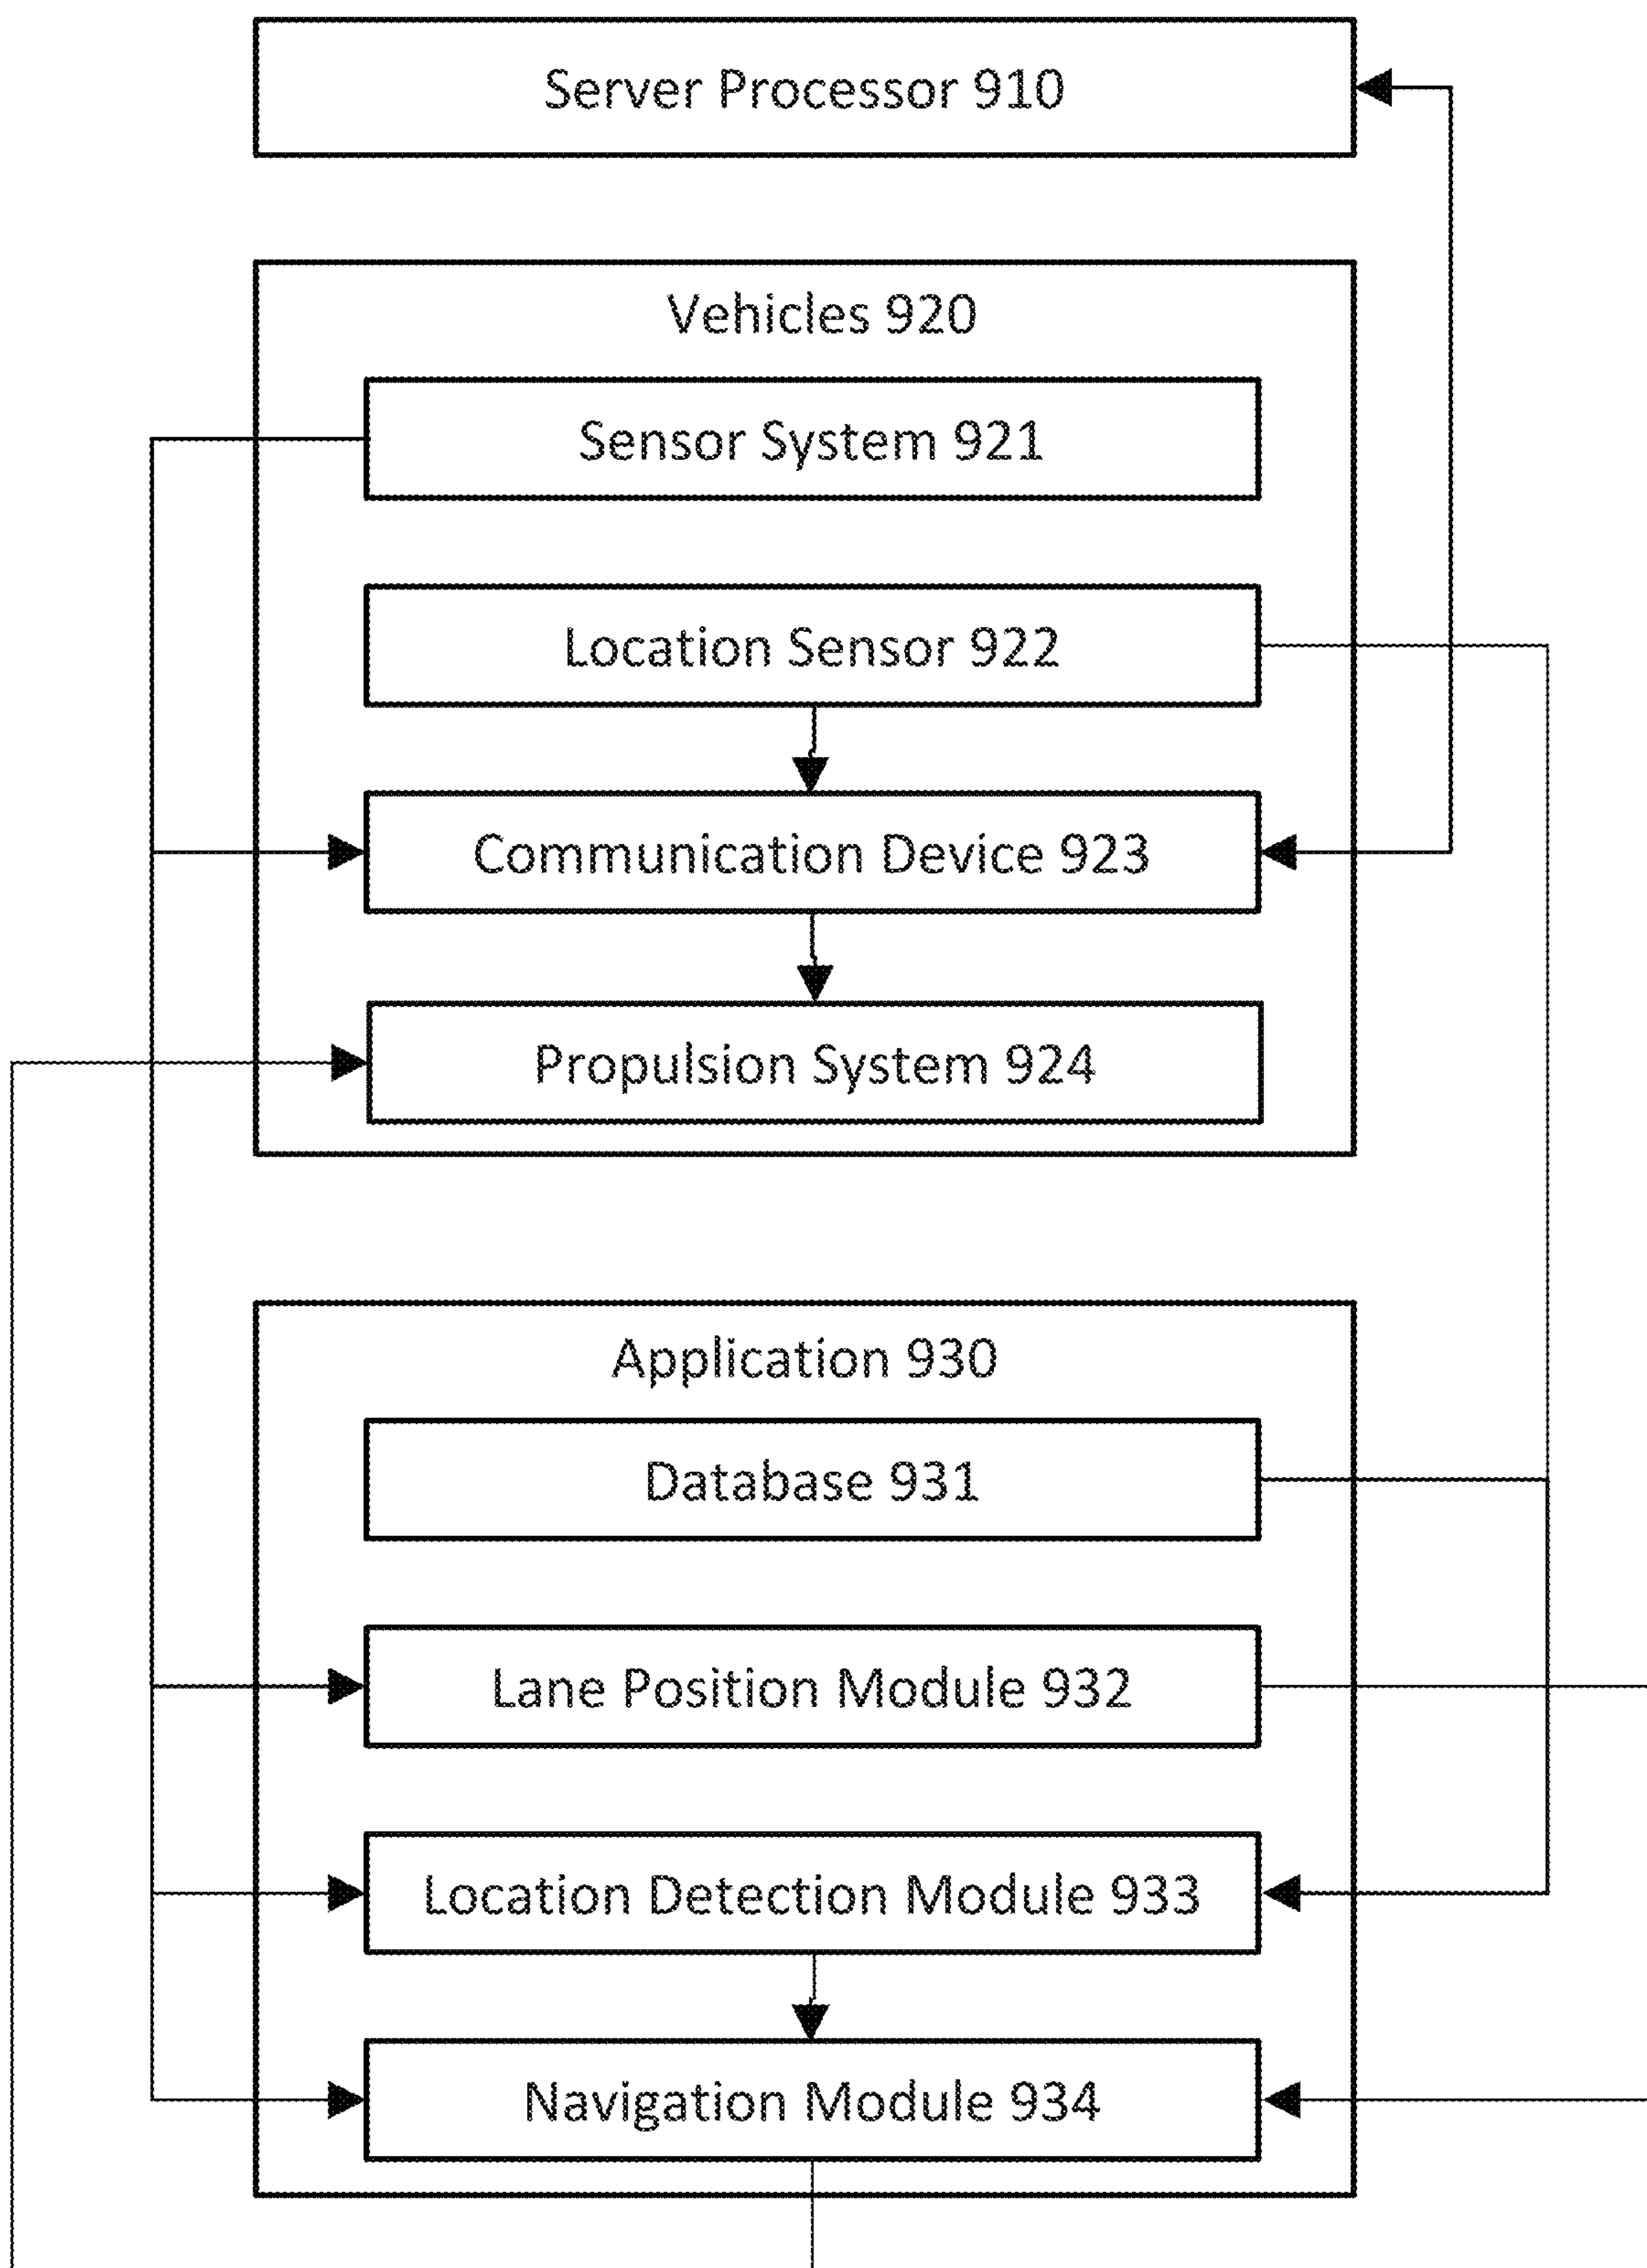 Server Processor 910
Vehicles 920
Sensor System 921
Location Sensor 922
Communication Device 923
Propulsion System 924
Application 930
Database 931
Lane Position Module 932
Location Detection Module 933
Navigation Module 934